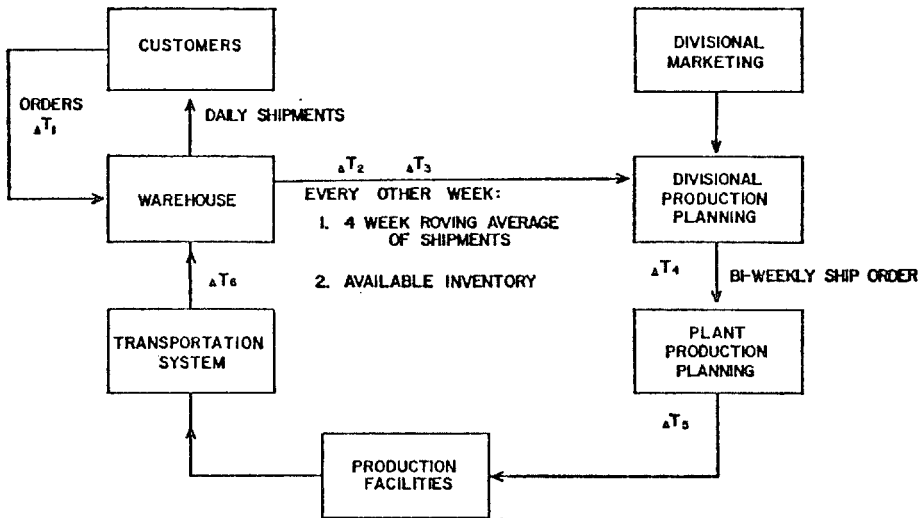 CUSTOMERS
DIVISIONAL
MARKETING
ORDERS
ΔT1
DAILY SHIPMENTS
WAREHOUSE
ΔT2 ΔT3
EVERY OTHER WEEK:
1. 4 WEEK ROVING AVERAGE
OF SHIPMENTS
2. AVAILABLE INVENTORY
DIVISIONAL
PRODUCTION
PLANNING
ΔT4
BI-WEEKLY SHIP ORDER
ΔT6
TRANSPORTATION
SYSTEM
PLANT
PRODUCTION
PLANNING
ΔT5
PRODUCTION
FACILITIES